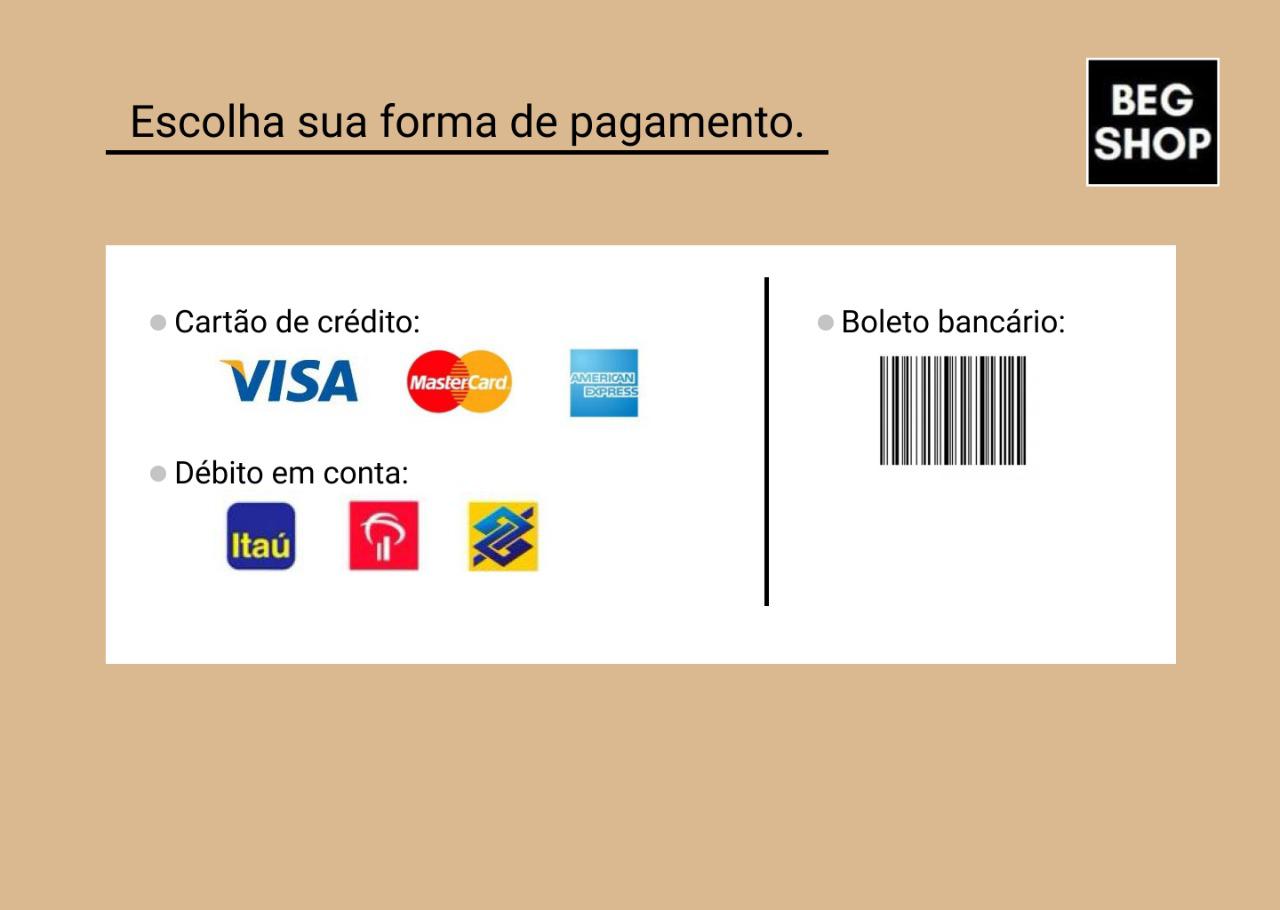 Escolha sua forma de pagamento.
BEG
SHOP
Cartão de crédito:
VISA
MasterCard
AMERICAN
EXPRESS
Débito em conta:
Itaú
Boleto bancário: